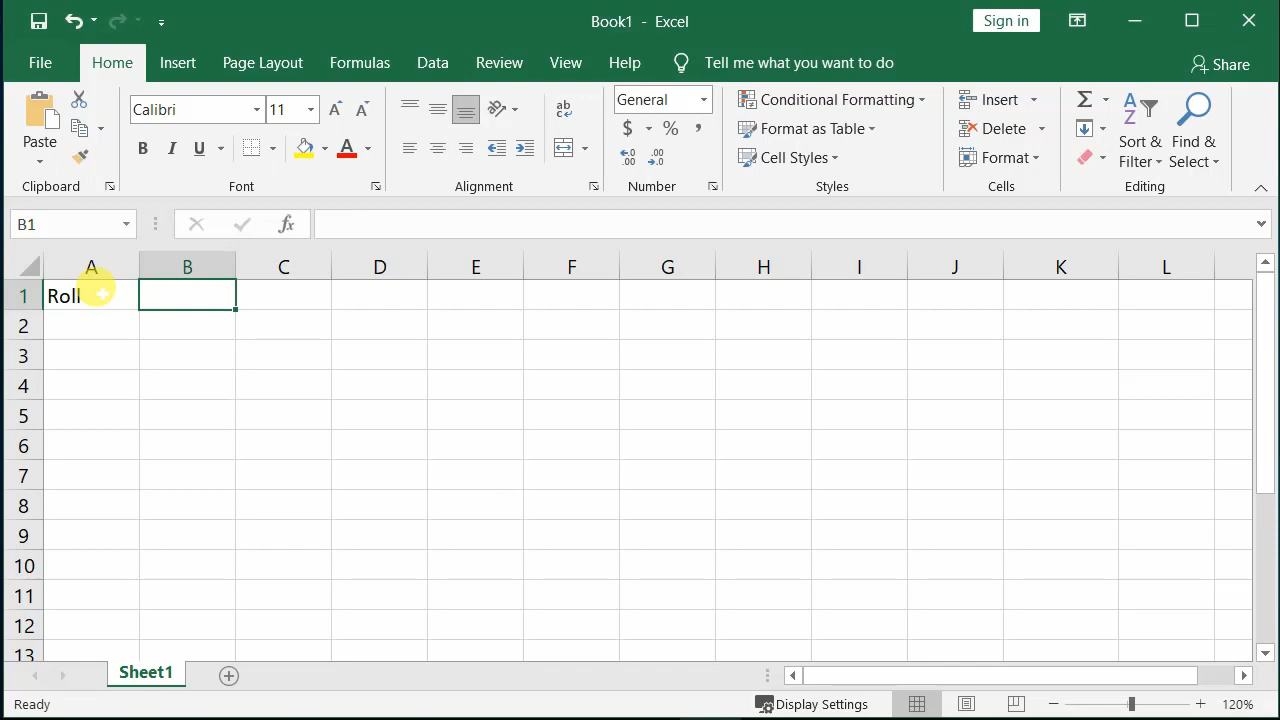 Book1 - Excel
Sign in
File Home Insert Page Layout Formulas Data Review View Help Tell me what you want to do Share
Calibri 11 General Conditional Formatting Insert
ab
c
$ % , Format as Table Delete
Paste Sort & Find &
B I U A Cell Styles Format Filter Select
Clipboard Font Alignment Number Styles Cells Editing
B1 fx
A B C D E F G H I J K L
1 Roll
2
3
4
5
6
7
8
9
10
11
12
13
Sheet1
Ready Display Settings 120%